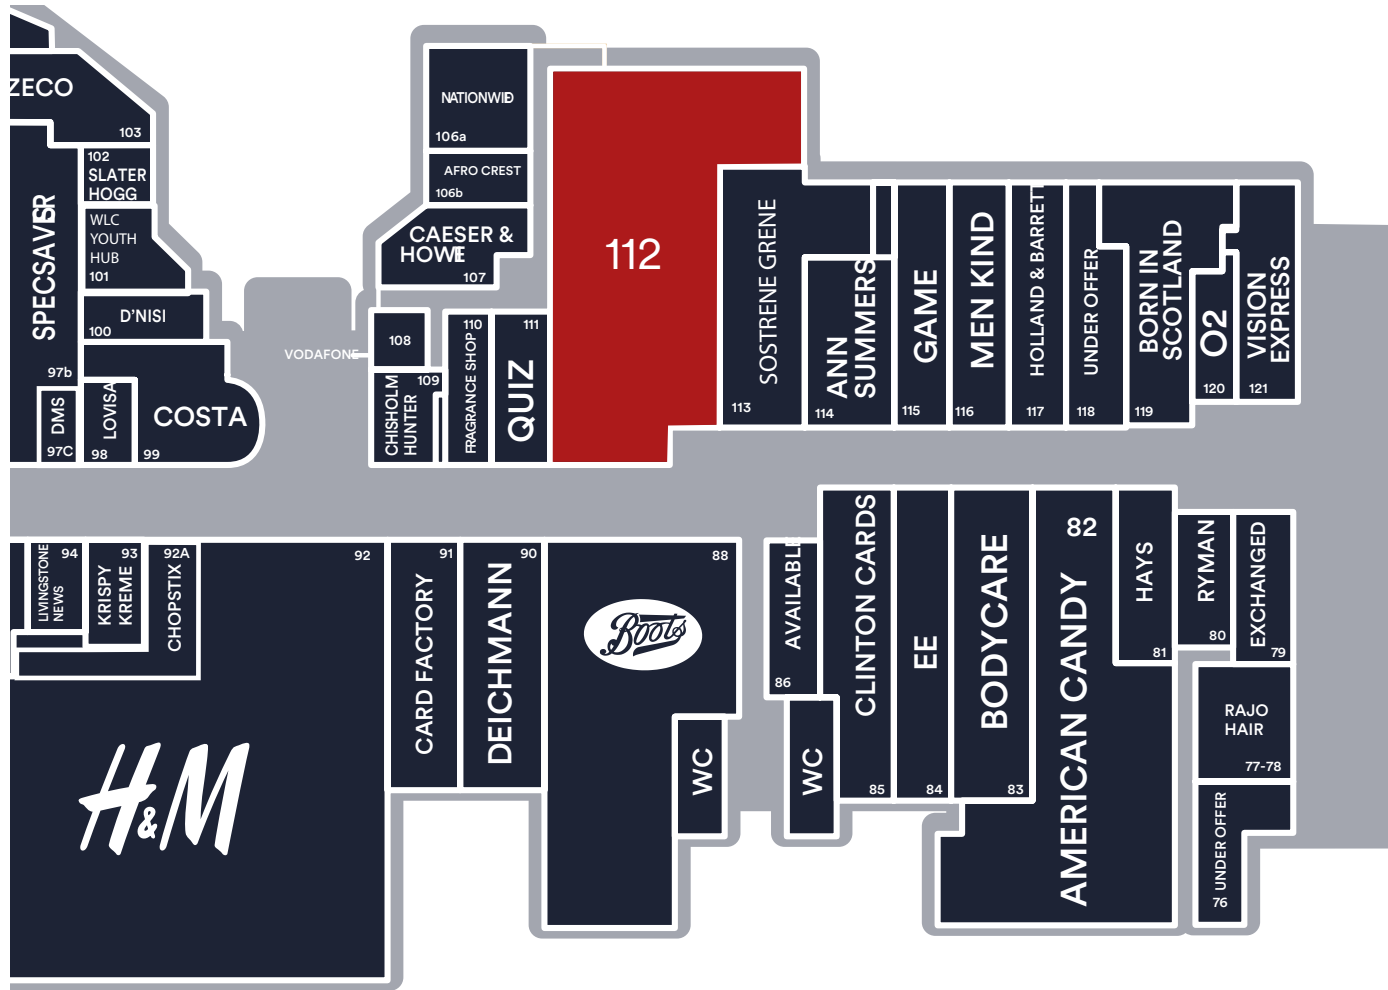 ZECO
103
102
SLATER
HOGG
SPECSAVERS
97b
WLC
YOUTH
HUB
101
D'NISI
100
DMS
97C
LOVISA
98
COSTA
99
NATIONWIDE
106a
AFRO CREST
106b
CAESER &
HOWE
107
VODAFONE
108
109
CHISHOLM
HUNTER
110
FRAGRANCE SHOP
111
QUIZ
112
SOSTRENE GRENE
113
ANN
SUMMERS
114
GAME
115
MEN KIND
116
HOLLAND & BARRETT
117
UNDER OFFER
118
BORN IN
SCOTLAND
119
O2
120
VISION
EXPRESS
121
LIVINGSTONE
NEWS
94
93
KRISPY
KREME
92A
CHOPSTIX
92
H&M
91
CARD FACTORY
90
DEICHMANN
88
Boots
WC
AVAILABLE
86
WC
CLINTON CARDS
85
EE
84
BODYCARE
83
82
AMERICAN CANDY
HAYS
81
RYMAN
80
EXCHANGED
79
RAJO
HAIR
77-78
UNDER OFFER
76